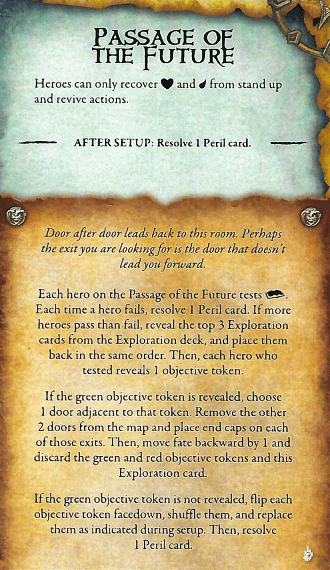 Passage of
the Future
Heroes can only recover and from stand up
and revive actions.
AFTER SETUP: Resolve 1 Peril card.
Door after door leads back to this room. Perhaps
the exit you are looking for is the door that doesn't
lead you forward.
Each hero on the Passage of the Future tests .
Each time a hero fails, resolve 1 Peril card. If more
heroes pass than fail, reveal the top 3 Exploration
cards from the Exploration deck, and place them
back in the same order. Then, each hero who
tested reveals 1 objective token.
If the green objective token is revealed, choose
1 door adjacent to that token. Remove the other
2 doors from the map and place end caps on each
of those exits. Then, move fate backward by 1 and
discard the green and red objective tokens and this
Exploration card.
If the green objective token is not revealed, flip each
objective token facedown, shuffle them, and replace
them as indicated during setup. Then, resolve
1 Peril card.